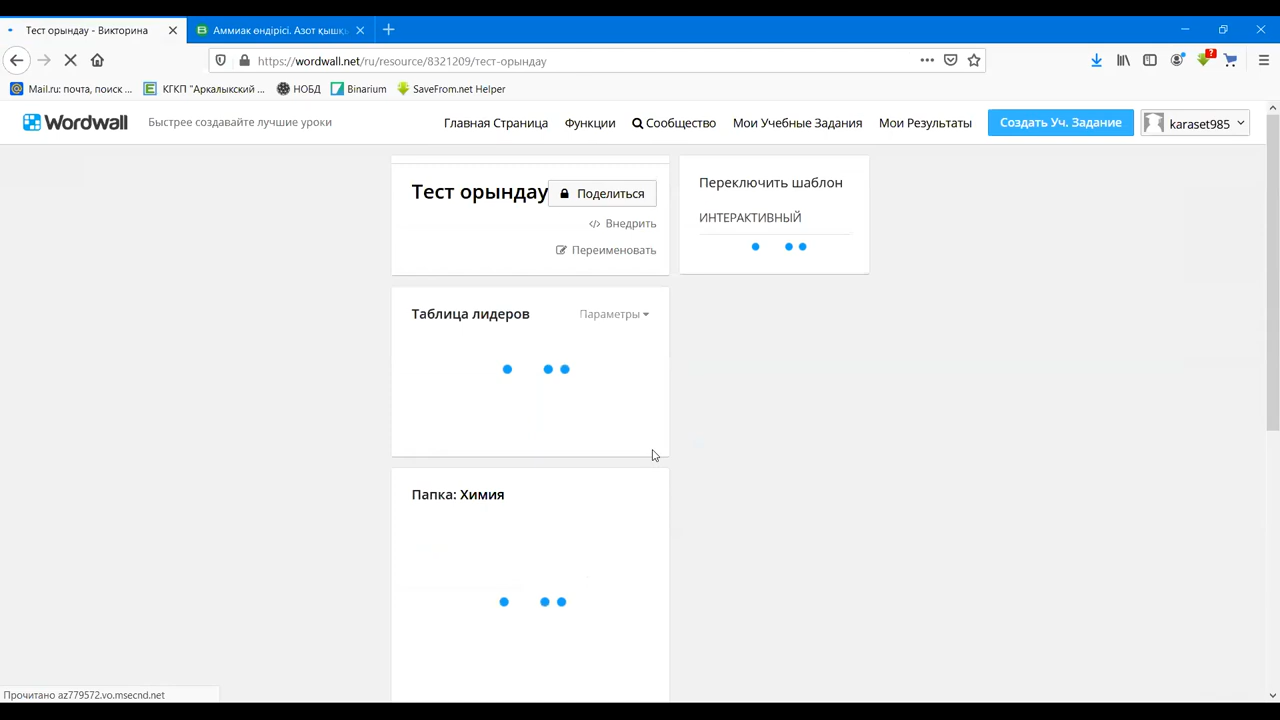 Тест орындау - Викторина
Аммиак өндірісі. Азот қышқ
https://wordwall.net/ru/resource/8321209/тест-орындау
Mail.ru: почта, поиск ...
КГКП "Аркалыкский ...
НОБД
Binarium
SaveFrom.net Helper
Wordwall
Быстрее создавайте лучшие уроки
Главная Страница
Функции
Сообщество
Мои Учебные Задания
Мои Результаты
Создать Уч. Задание
karaset985
Тест орындау
Поделиться
Внедрить
Переименовать
Переключить шаблон
ИНТЕРАКТИВНЫЙ
Таблица лидеров
Параметры
Папка: Химия
Прочитано az779572.vo.msecnd.net